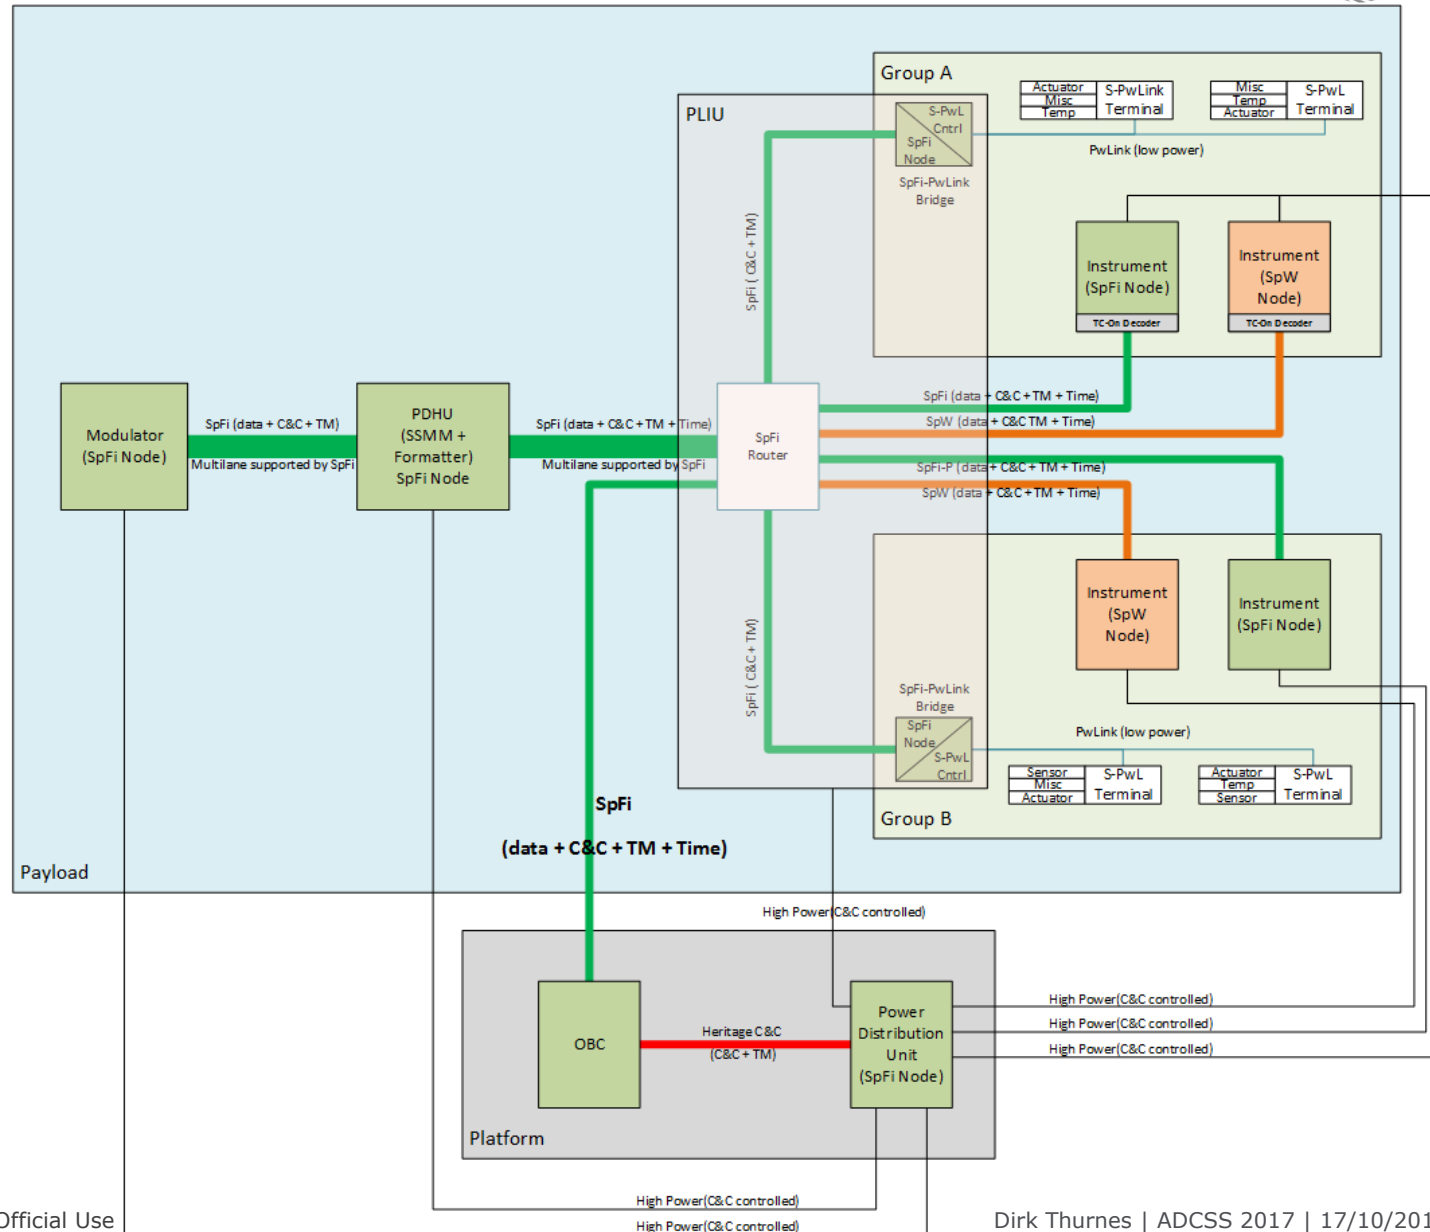 Group A
Actuator
Misc
Temp
S-PwLink
Terminal
Misc
Temp
Actuator
S-PwL
Terminal
PLIU
S-PwL
Cntrl
SpFi
Node
PwLink (low power)
SpFi-PwLink
Bridge
SpFi ( C&C + TM)
Instrument
(SpFi Node)
TC-On Decoder
Instrument
(SpW
Node)
TC-On Decoder
Modulator
(SpFi Node)
SpFi (data + C&C + TM)
Multilane supported by SpFi
PDHU
(SSMM +
Formatter)
SpFi Node
SpFi (data + C&C +TM + Time)
Multilane supported by SpFi
SpFi
Router
SpFi (data + C&C +TM + Time)
SpW (data + C&C TM + Time)
SpFi-P (data + C&C + TM + Time)
SpW (data + C&C + TM + Time)
Instrument
(SpW
Node)
Instrument
(SpFi Node)
SpFi ( C&C + TM)
SpFi-PwLink
Bridge
SpFi
Node
S-PwL
Cntrl
PwLink (low power)
Sensor
Misc
Actuator
S-PwL
Terminal
Actuator
Temp
Sensor
S-PwL
Terminal
Group B
SpFi
(data + C&C + TM + Time)
Payload
High Power(C&C controlled)
OBC
Heritage C&C
(C&C + TM)
Power
Distribution
Unit
(SpFi Node)
High Power(C&C controlled)
High Power(C&C controlled)
High Power(C&C controlled)
Platform
High Power(C&C controlled)
High Power(C&C controlled)
Official Use
Dirk Thurnes | ADCSS 2017 | 17/10/201